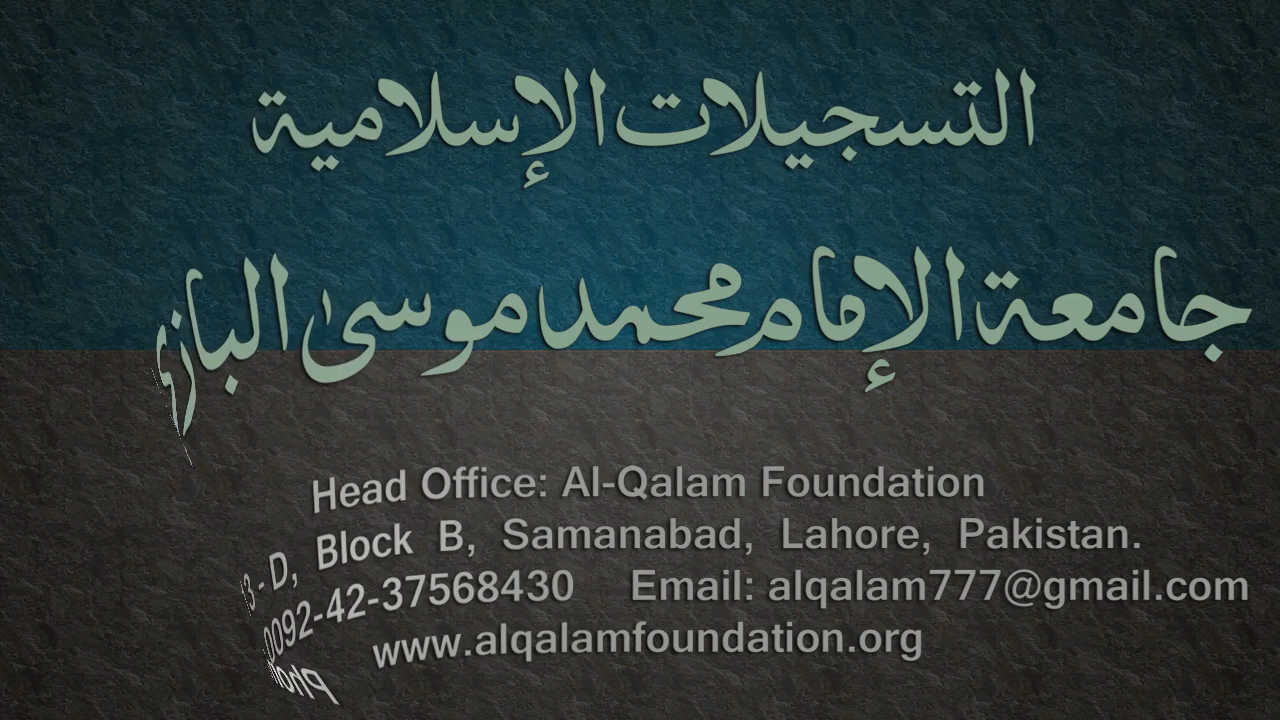 التسجيلات الإسلامية
جامعة الإمام محمد موسىٰ البازي
Head Office: Al-Qalam Foundation
D, Block B, Samanabad, Lahore, Pakistan.
0092-42-37568430 Email: alqalam777@gmail.com
www.alqalamfoundation.org